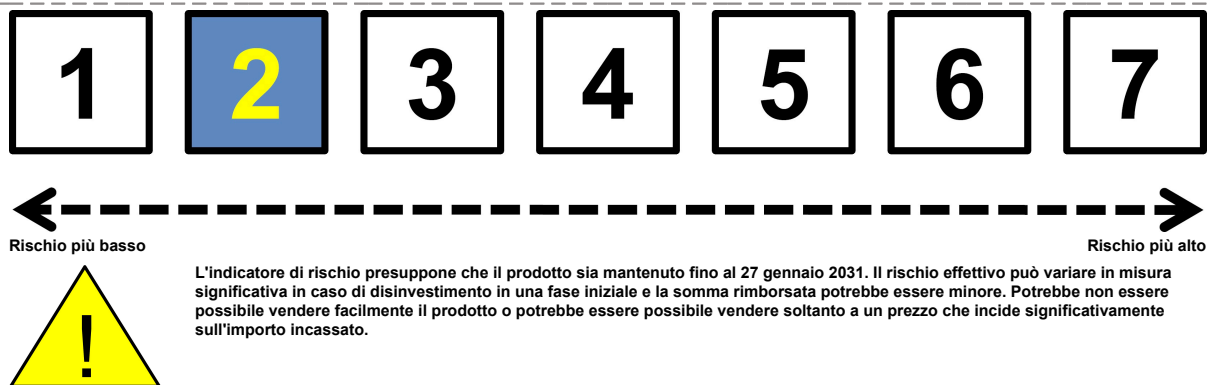 1 2 3 4 5 6 7
Rischio più basso Rischio più alto
L'indicatore di rischio presuppone che il prodotto sia mantenuto fino al 27 gennaio 2031. Il rischio effettivo può variare in misura
significativa in caso di disinvestimento in una fase iniziale e la somma rimborsata potrebbe essere minore. Potrebbe non essere
possibile vendere facilmente il prodotto o potrebbe essere possibile vendere soltanto a un prezzo che incide significativamente
sull'importo incassato.
!